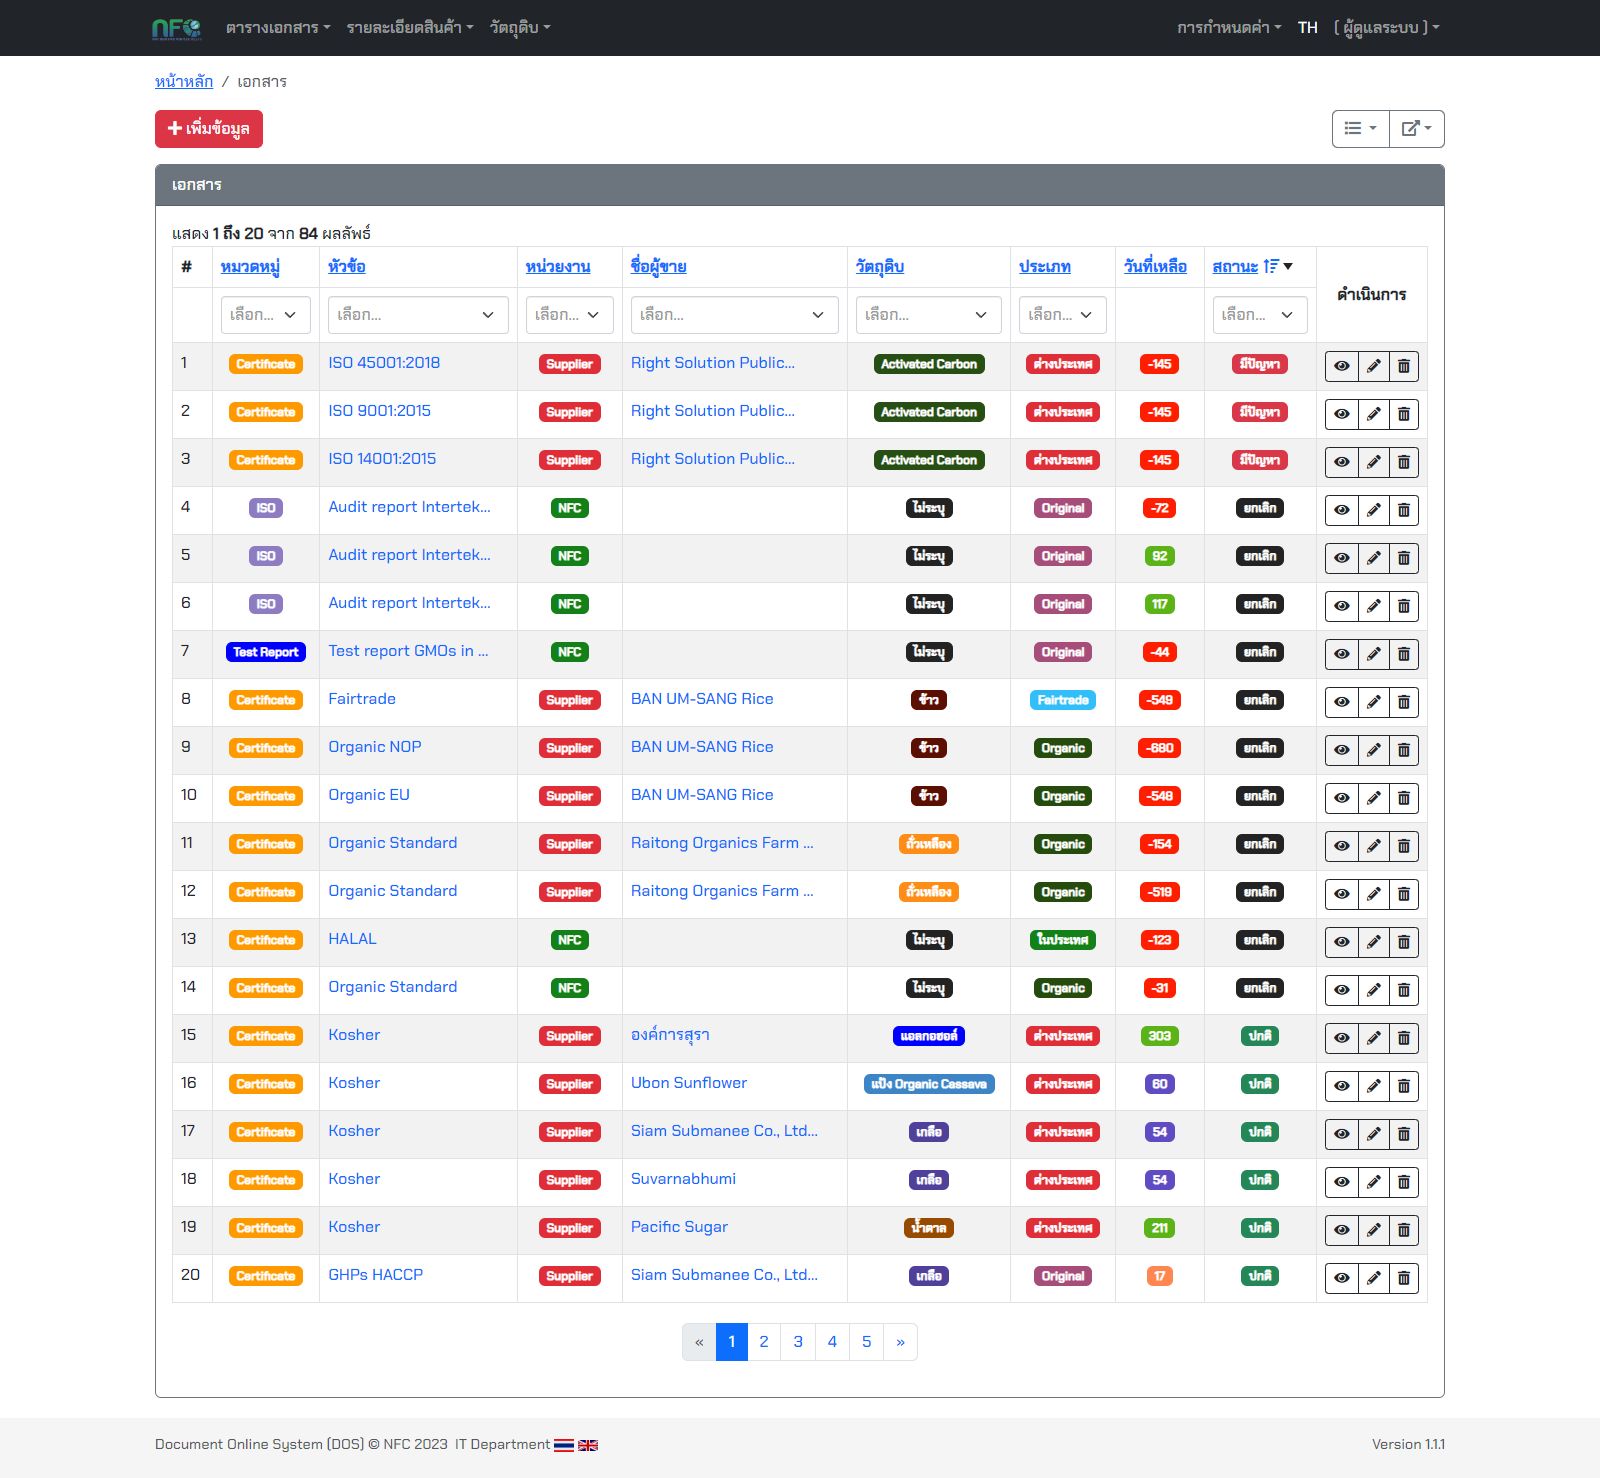 NFC ตารางเอกสาร รายละเอียดสินค้า วัตถุดิบ การกำหนดค่า TH ( ผู้ดูแลระบบ )
หน้าหลัก / เอกสาร
เพิ่มข้อมูล
เอกสาร
แสดง 1 ถึง 20 จาก 84 ผลลัพธ์
# หมวดหมู่ หัวข้อ หน่วยงาน ชื่อผู้ขาย วัตถุดิบ ประเภท วันที่เหลือ สถานะ ดำเนินการ
เลือก... เลือก... เลือก... เลือก... เลือก... เลือก... เลือก...
1 Certificate ISO 45001:2018 Supplier Right Solution Public... Activated Carbon ต่างประเทศ -145 มีปัญหา
2 Certificate ISO 9001:2015 Supplier Right Solution Public... Activated Carbon ต่างประเทศ -145 มีปัญหา
3 Certificate ISO 14001:2015 Supplier Right Solution Public... Activated Carbon ต่างประเทศ -145 มีปัญหา
4 ISO Audit report Intertek... NFC ไม่ระบุ Original -72 ยกเลิก
5 ISO Audit report Intertek... NFC ไม่ระบุ Original 92 ยกเลิก
6 ISO Audit report Intertek... NFC ไม่ระบุ Original 117 ยกเลิก
7 Test Report Test report GMOs in ... NFC ไม่ระบุ Original -44 ยกเลิก
8 Certificate Fairtrade Supplier BAN UM-SANG Rice ข้าว Fairtrade -549 ยกเลิก
9 Certificate Organic NOP Supplier BAN UM-SANG Rice ข้าว Organic -680 ยกเลิก
10 Certificate Organic EU Supplier BAN UM-SANG Rice ข้าว Organic -548 ยกเลิก
11 Certificate Organic Standard Supplier Raitong Organics Farm ... ถั่วเหลือง Organic -154 ยกเลิก
12 Certificate Organic Standard Supplier Raitong Organics Farm ... ถั่วเหลือง Organic -519 ยกเลิก
13 Certificate HALAL NFC ไม่ระบุ ในประเทศ -123 ยกเลิก
14 Certificate Organic Standard NFC ไม่ระบุ Organic -31 ยกเลิก
15 Certificate Kosher Supplier องค์การสุรา แอลกอฮอล์ ต่างประเทศ 303 ปกติ
16 Certificate Kosher Supplier Ubon Sunflower แป้ง Organic Cassava ต่างประเทศ 60 ปกติ
17 Certificate Kosher Supplier Siam Submanee Co., Ltd... เกลือ ต่างประเทศ 54 ปกติ
18 Certificate Kosher Supplier Suvarnabhumi เกลือ ต่างประเทศ 54 ปกติ
19 Certificate Kosher Supplier Pacific Sugar น้ำตาล ต่างประเทศ 211 ปกติ
20 Certificate GHPs HACCP Supplier Siam Submanee Co., Ltd... เกลือ Original 17 ปกติ
« 1 2 3 4 5 »
Document Online System (DOS) © NFC 2023 IT Department Version 1.1.1